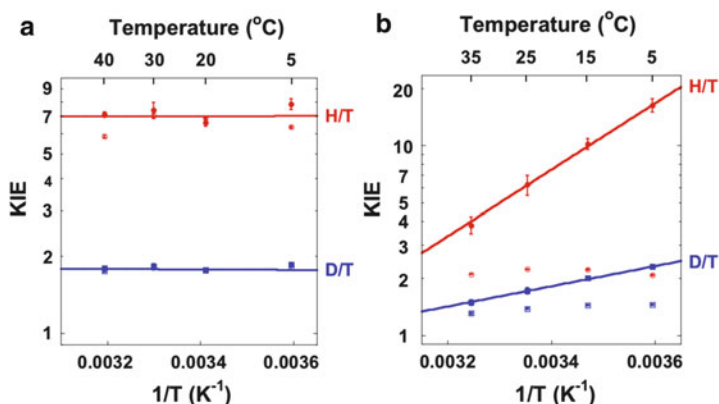 a
Temperature (°C)
40 30 20 5
9
7
6
5
4
3
2
1
KIE
H/T
D/T
0.0032 0.0034 0.0036
1/T (K⁻¹)
b
Temperature (°C)
35 25 15 5
20
10
6
4
3
2
1
KIE
H/T
D/T
0.0032 0.0034 0.0036
1/T (K⁻¹)